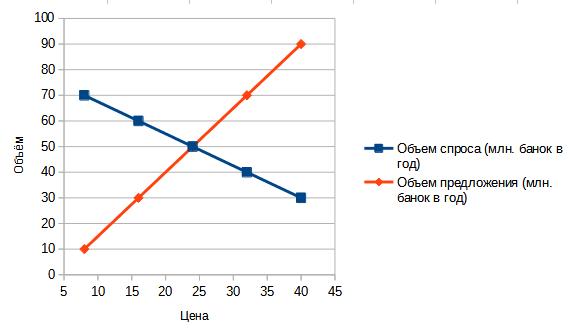 100
90
80
70
60
50
40
30
20
10
0
5 10 15 20 25 30 35 40 45
Объём
Цена
Объем спроса (млн. банок в
год)
Объем предложения (млн.
банок в год)